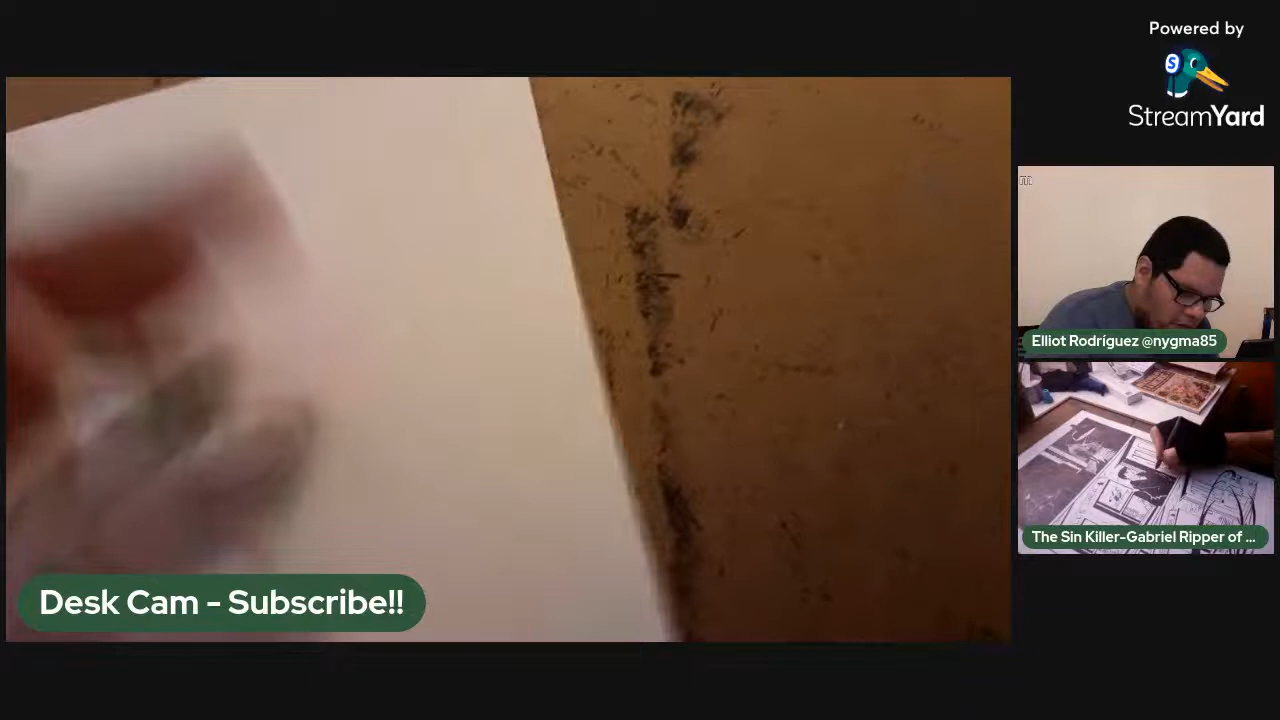 Powered by
StreamYard
Elliot Rodríguez @nygma85
The Sin Killer-Gabriel Ripper of ...
Desk Cam - Subscribe!!